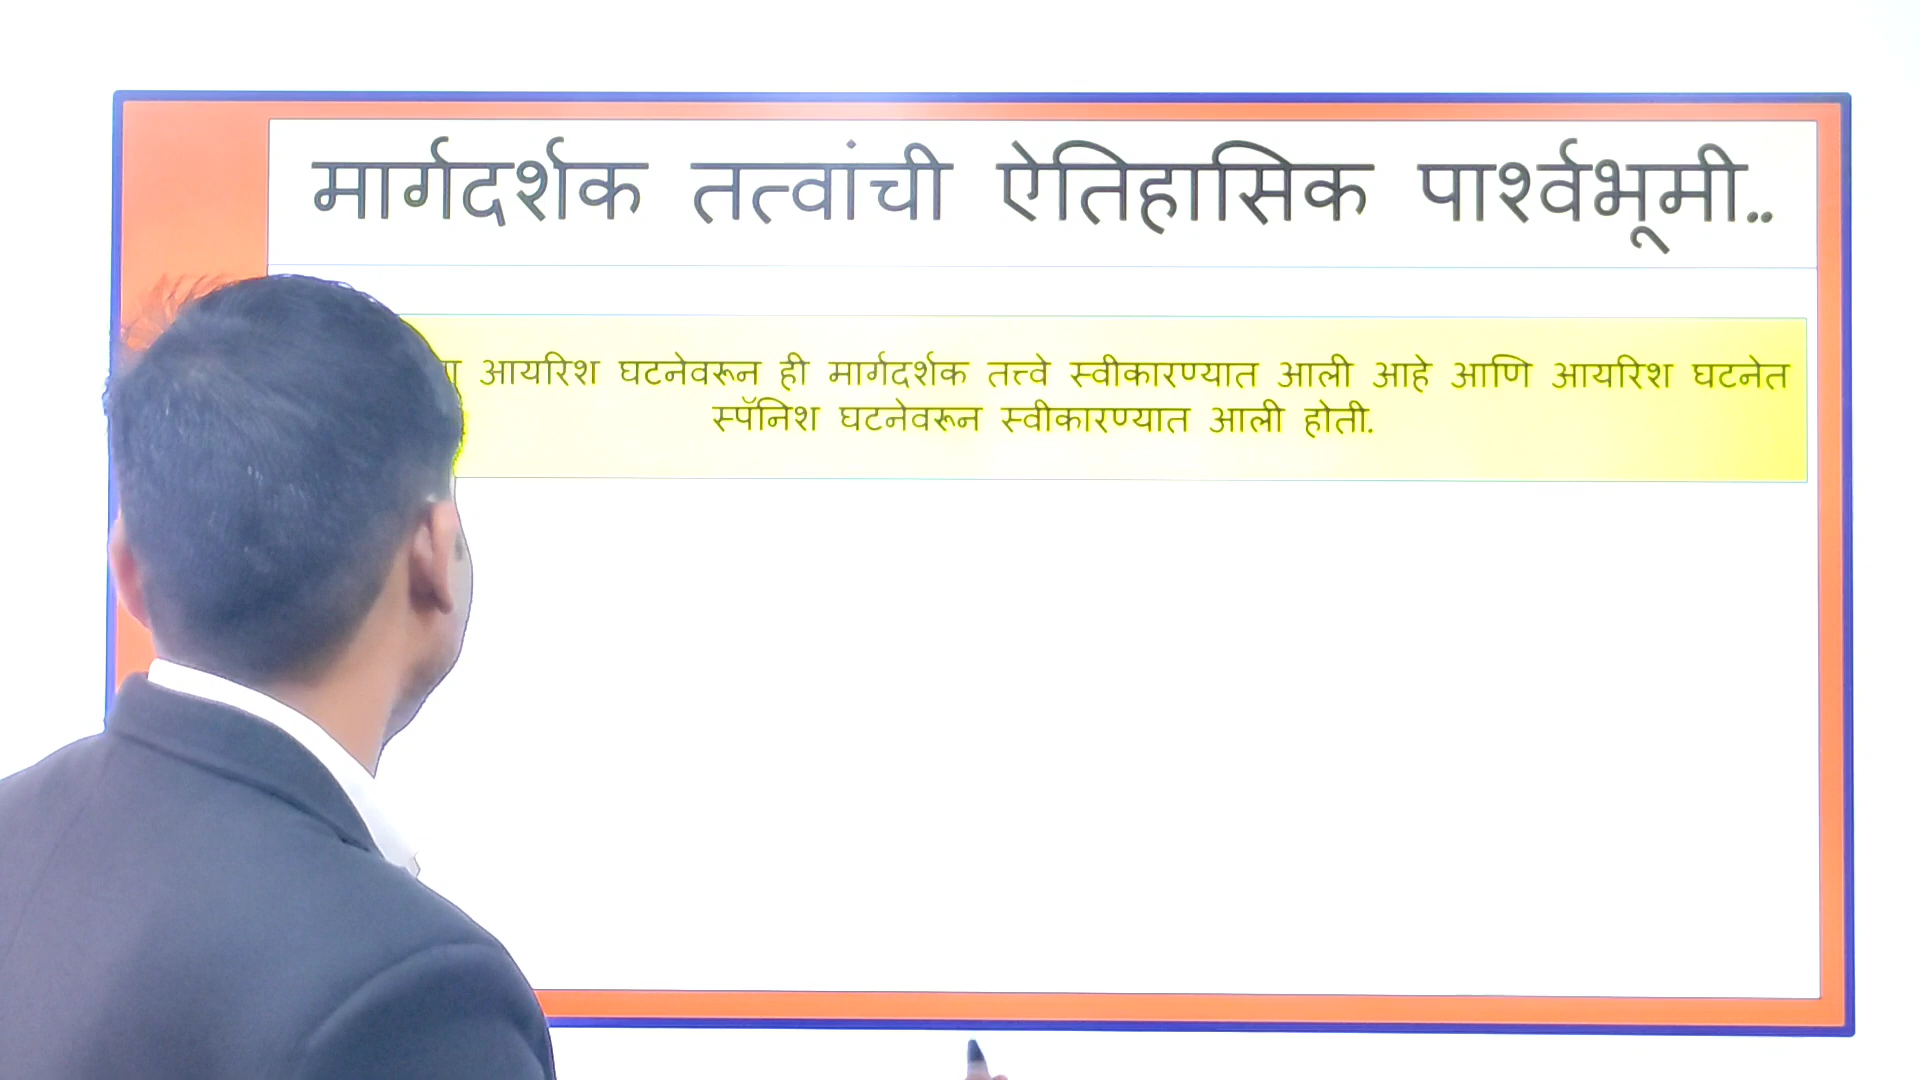 मार्गदर्शक तत्वांची ऐतिहासिक पार्श्वभूमी..
आयरिश घटनेवरून ही मार्गदर्शक तत्त्वे स्वीकारण्यात आली आहे आणि आयरिश घटनेत
स्पॅनिश घटनेवरून स्वीकारण्यात आली होती.